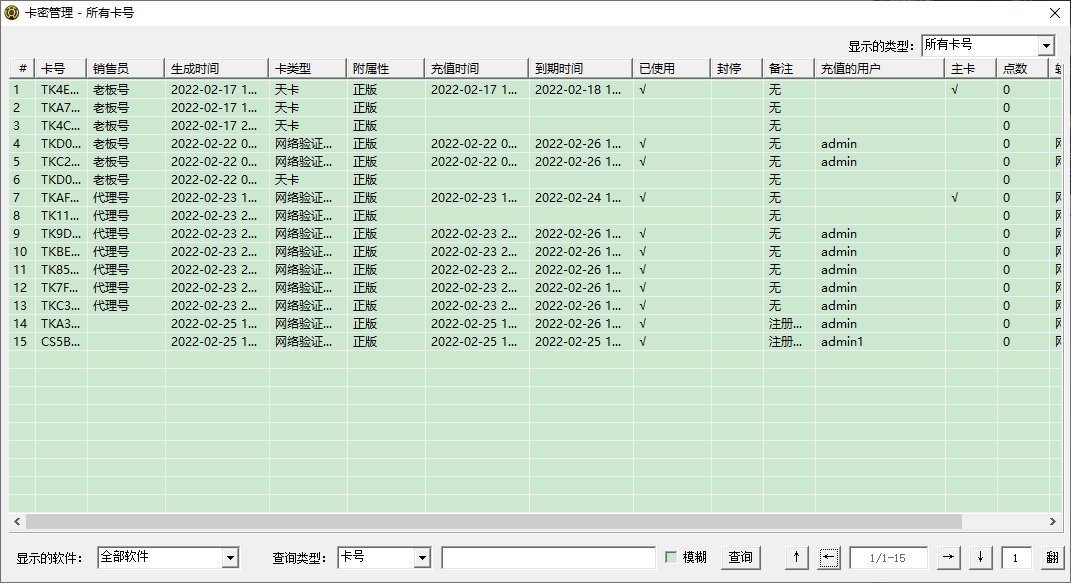 卡密管理 - 所有卡号
显示的类型: 所有卡号
# 卡号 销售员 生成时间 卡类型 附属性 充值时间 到期时间 已使用 封停 备注 充值的用户 主卡 点数
1 TK4E... 老板号 2022-02-17 1... 天卡 正版 2022-02-17 1... 2022-02-18 1... √ 无 √ 0
2 TKA7... 老板号 2022-02-17 1... 天卡 正版 无 0
3 TK4C... 老板号 2022-02-17 2... 天卡 正版 无 0
4 TKD0... 老板号 2022-02-22 0... 网络验证... 正版 2022-02-22 0... 2022-02-26 1... √ 无 admin 0
5 TKC2... 老板号 2022-02-22 0... 网络验证... 正版 2022-02-22 0... 2022-02-26 1... √ 无 admin 0
6 TKD0... 老板号 2022-02-22 0... 天卡 正版 无 0
7 TKAF... 代理号 2022-02-23 1... 网络验证... 正版 2022-02-23 1... 2022-02-24 1... √ 无 √ 0
8 TK11... 代理号 2022-02-23 2... 网络验证... 正版 无 0
9 TK9D... 代理号 2022-02-23 2... 网络验证... 正版 2022-02-23 2... 2022-02-26 1... √ 无 admin 0
10 TKBE... 代理号 2022-02-23 2... 网络验证... 正版 2022-02-23 2... 2022-02-26 1... √ 无 admin 0
11 TK85... 代理号 2022-02-23 2... 网络验证... 正版 2022-02-23 2... 2022-02-26 1... √ 无 admin 0
12 TK7F... 代理号 2022-02-23 2... 网络验证... 正版 2022-02-23 2... 2022-02-26 1... √ 无 admin 0
13 TKC3... 代理号 2022-02-23 2... 网络验证... 正版 2022-02-23 2... 2022-02-26 1... √ 无 admin 0
14 TKA3... 2022-02-25 1... 网络验证... 正版 2022-02-25 1... 2022-02-26 1... √ 注册... admin 0
15 CS5B... 2022-02-25 1... 网络验证... 正版 2022-02-25 1... 2022-02-25 1... √ 注册... admin1 0
显示的软件: 全部软件 查询类型: 卡号 模糊 查询 ↑ ← 1/1-15 → ↓ 1 翻